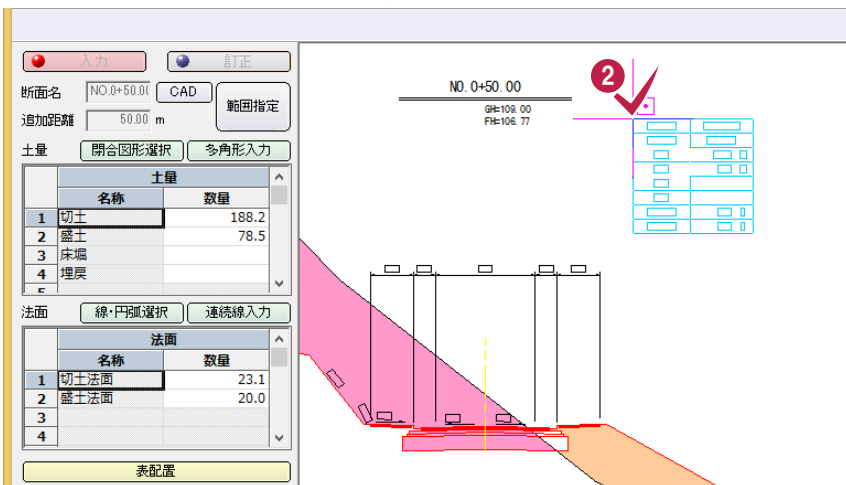 入力 訂正
断面名 NO.0+50.0( CAD 範囲指定
追加距離 50.00 m
土量 閉合図形選択 多角形入力
土量
名称 数量
1 切土 188.2
2 盛土 78.5
3 床堀
4 埋戻
5
法面 線・円弧選択 連続線入力
法面
名称 数量
1 切土法面 23.1
2 盛土法面 20.0
3
4
表配置
NO. 0+50. 00
GH=109. 00
FH=106. 77
2